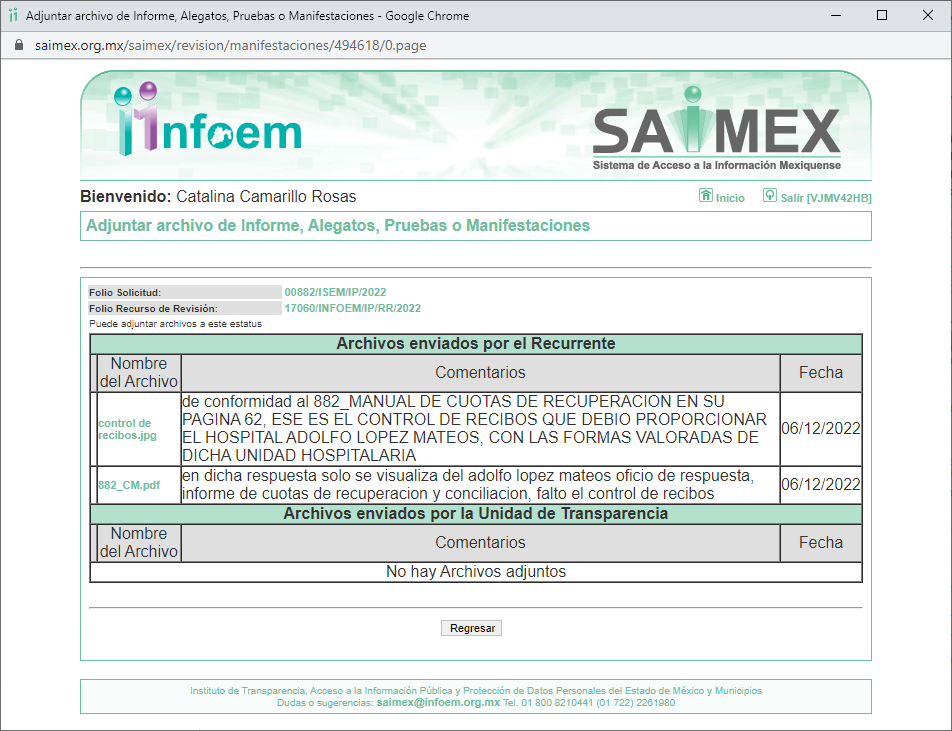 Adjuntar archivo de Informe, Alegatos, Pruebas o Manifestaciones - Google Chrome
saimex.org.mx/saimex/revision/manifestaciones/494618/0.page
infoem
SAIMEX
Sistema de Acceso a la Información Mexiquense
Bienvenido: Catalina Camarillo Rosas
Inicio
Salir [VJMV42HB]
Adjuntar archivo de Informe, Alegatos, Pruebas o Manifestaciones
Folio Solicitud: 00882/ISEM/IP/2022
Folio Recurso de Revisión: 17060/INFOEM/IP/RR/2022
Puede adjuntar archivos a este estatus
Archivos enviados por el Recurrente
Nombre
del Archivo
Comentarios
Fecha
control de
recibos.jpg
de conformidad al 882_MANUAL DE CUOTAS DE RECUPERACION EN SU
PAGINA 62, ESE ES EL CONTROL DE RECIBOS QUE DEBIO PROPORCIONAR
EL HOSPITAL ADOLFO LOPEZ MATEOS, CON LAS FORMAS VALORADAS DE
DICHA UNIDAD HOSPITALARIA
06/12/2022
882_CM.pdf
en dicha respuesta solo se visualiza del adolfo lopez mateos oficio de respuesta,
informe de cuotas de recuperacion y conciliacion, falto el control de recibos
06/12/2022
Archivos enviados por la Unidad de Transparencia
Nombre
del Archivo
Comentarios
Fecha
No hay Archivos adjuntos
Regresar
Instituto de Transparencia, Acceso a la Información Pública y Protección de Datos Personales del Estado de México y Municipios
Dudas o sugerencias: saimex@infoem.org.mx Tel. 01 800 8210441 (01 722) 2261980